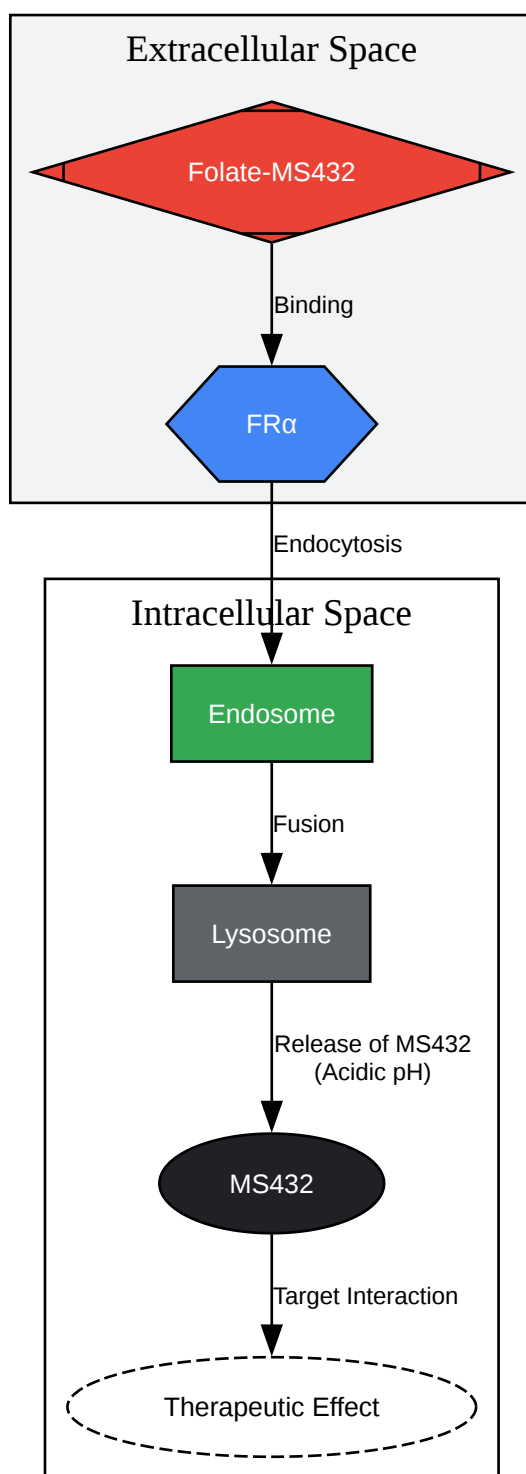 Extracellular Space
Folate-MS432
Binding
FRα
Endocytosis
Intracellular Space
Endosome
Fusion
Lysosome
Release of MS432
(Acidic pH)
MS432
Target Interaction
Therapeutic Effect